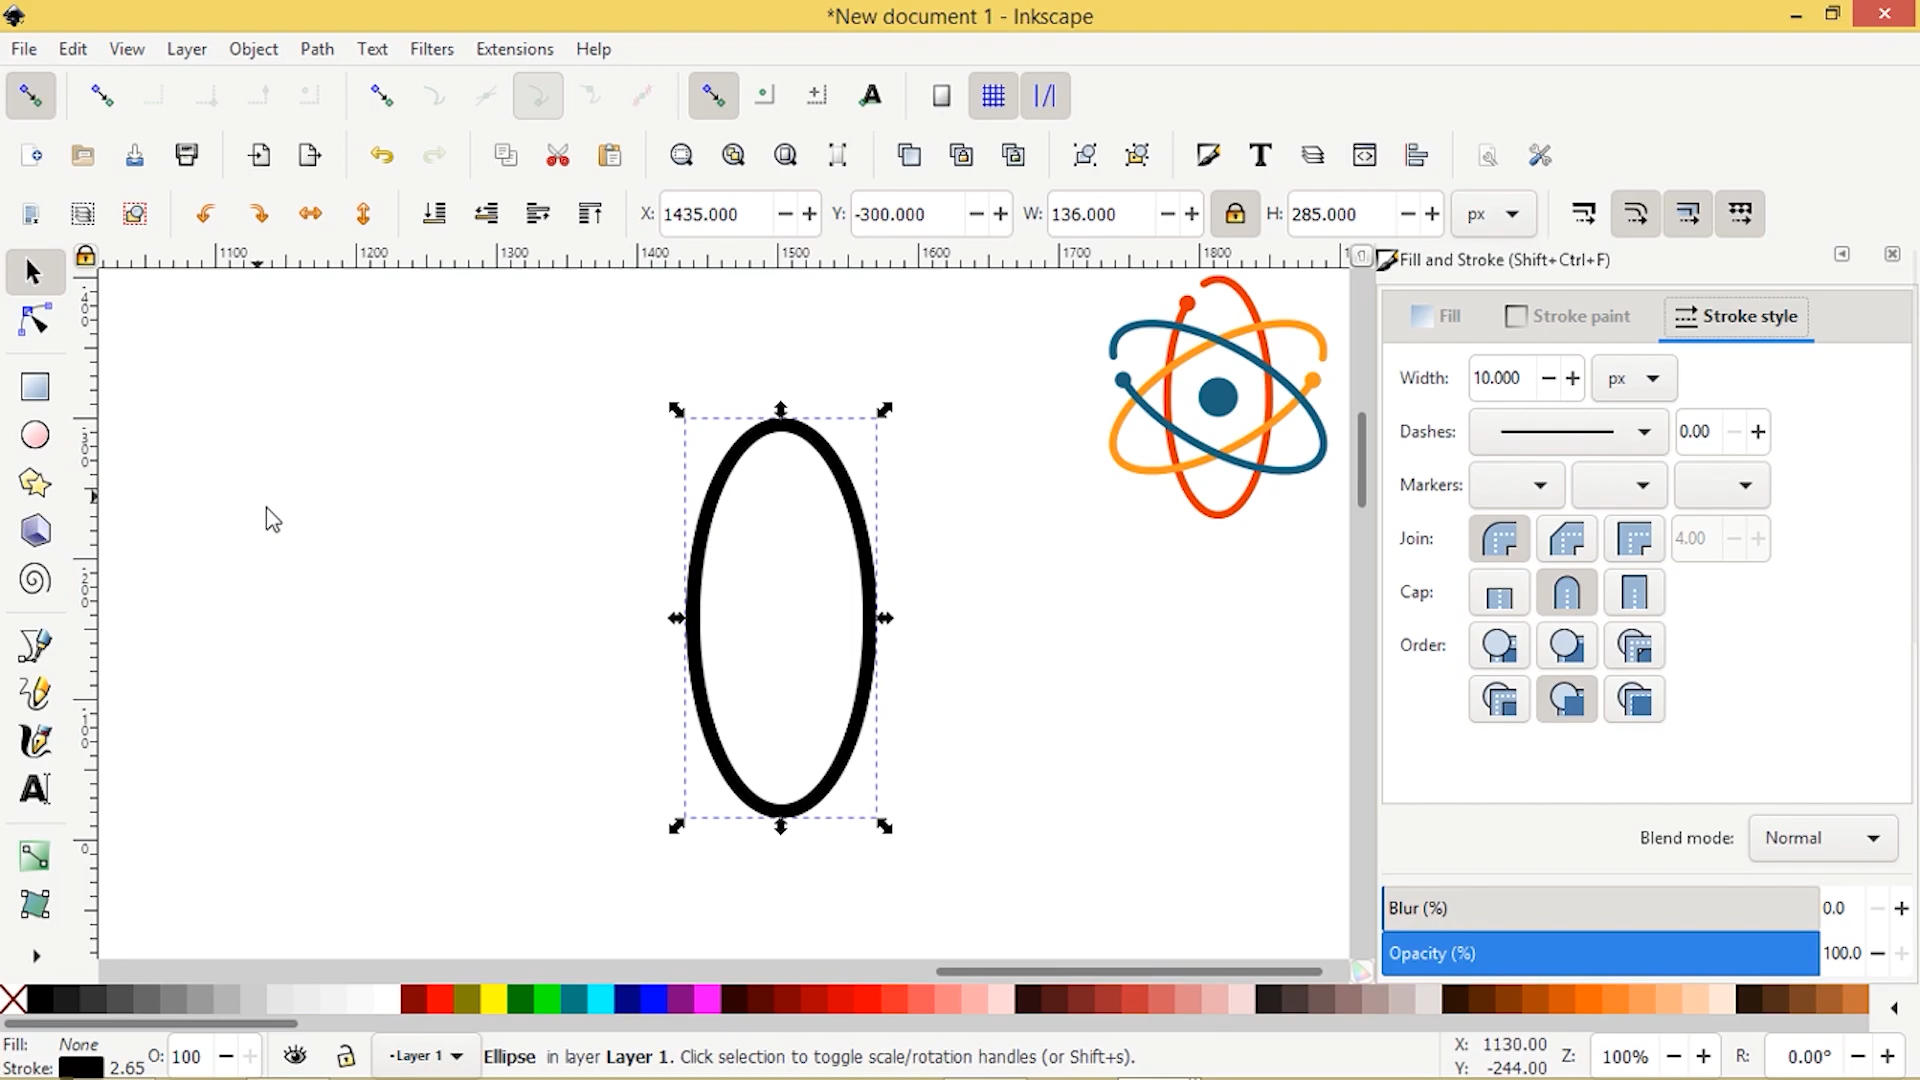 *New document 1 - Inkscape
File Edit View Layer Object Path Text Filters Extensions Help
X: 1435.000 Y: -300.000 W: 136.000 H: 285.000 px
1100 1200 1300 1400 1500 1600 1700 1800
Fill and Stroke (Shift+Ctrl+F)
Fill Stroke paint Stroke style
Width: 10.000 px
Dashes: 0.00
Markers:
Join: 4.00
Cap:
Order:
Blend mode: Normal
Blur (%) 0.0
Opacity (%) 100.0
Fill: None
Stroke: 2.65
O: 100
Layer 1
Ellipse in layer Layer 1. Click selection to toggle scale/rotation handles (or Shift+s).
X: 1130.00
Y: -244.00
Z: 100%
R: 0.00°